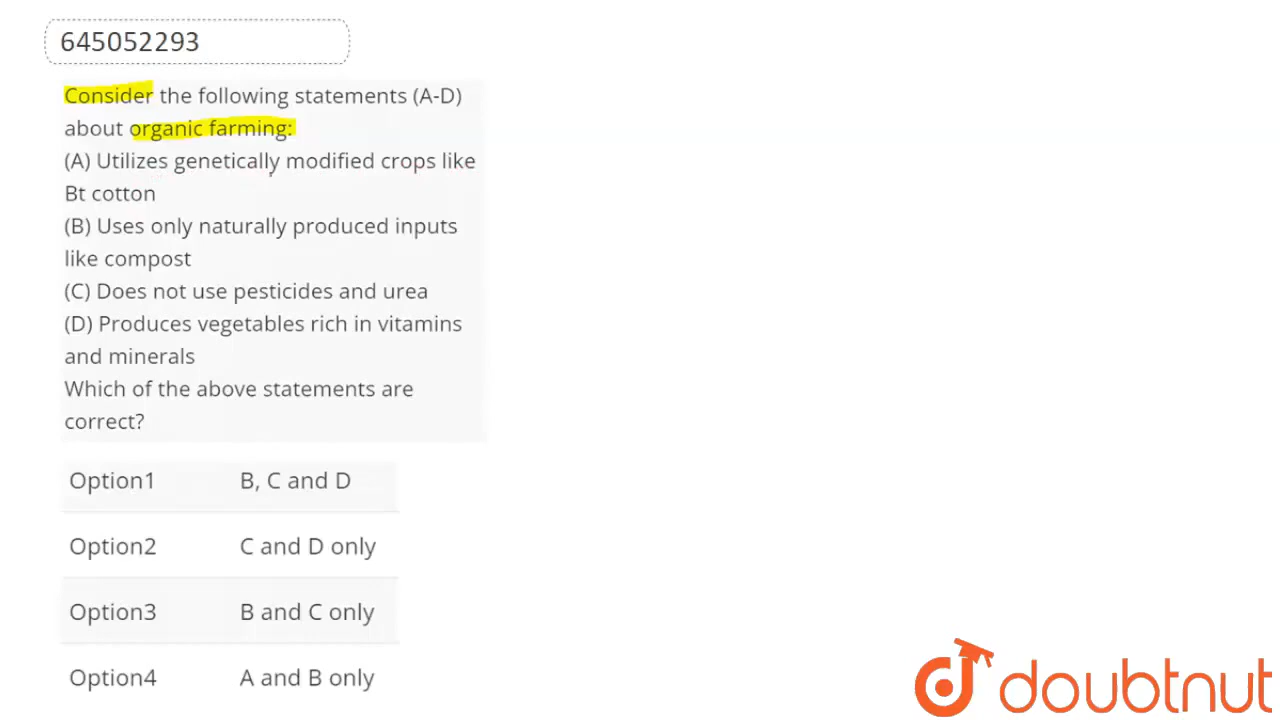 645052293
Consider the following statements (A-D)
about organic farming:
(A) Utilizes genetically modified crops like
Bt cotton
(B) Uses only naturally produced inputs
like compost
(C) Does not use pesticides and urea
(D) Produces vegetables rich in vitamins
and minerals
Which of the above statements are
correct?
Option1 B, C and D
Option2 C and D only
Option3 B and C only
Option4 A and B only
doubtnut